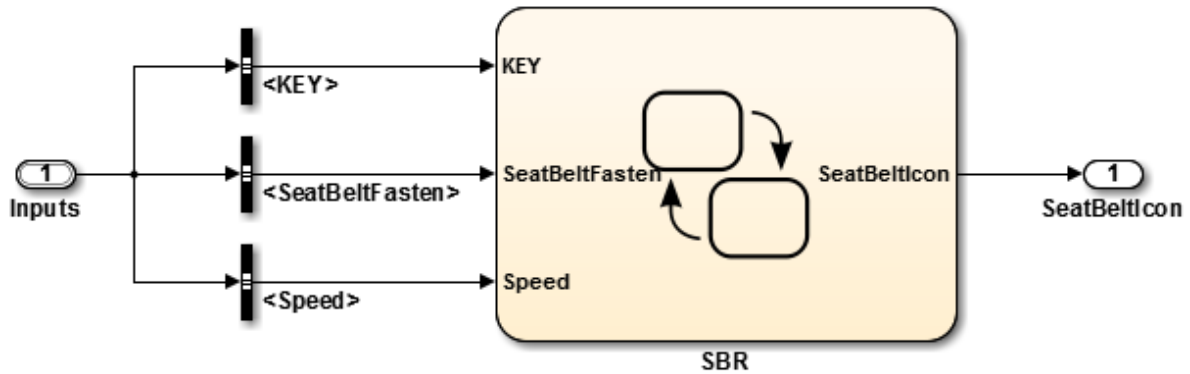 KEY
<KEY>
1
Inputs
SeatBeltFasten
<SeatBeltFasten>
SeatBeltIcon
1
SeatBeltIcon
Speed
<Speed>
SBR